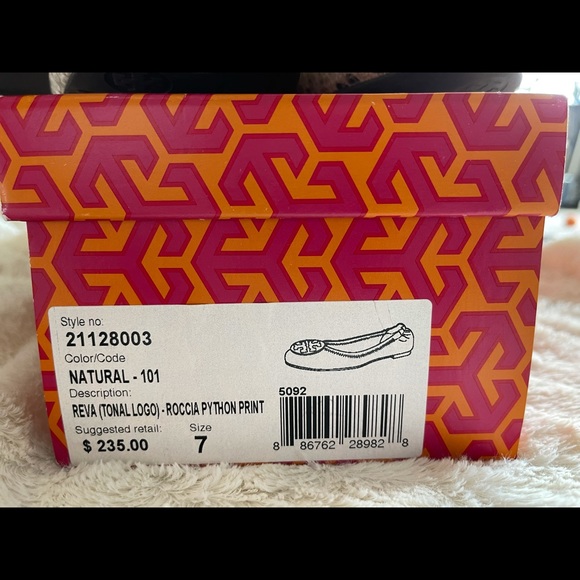 Style no:
21128003
Color/Code
NATURAL - 101
Description:
REVA (TONAL LOGO) - ROCCIA PYTHON PRINT
Suggested retail: Size
$ 235.00 7
5092
8 86762 28982 8